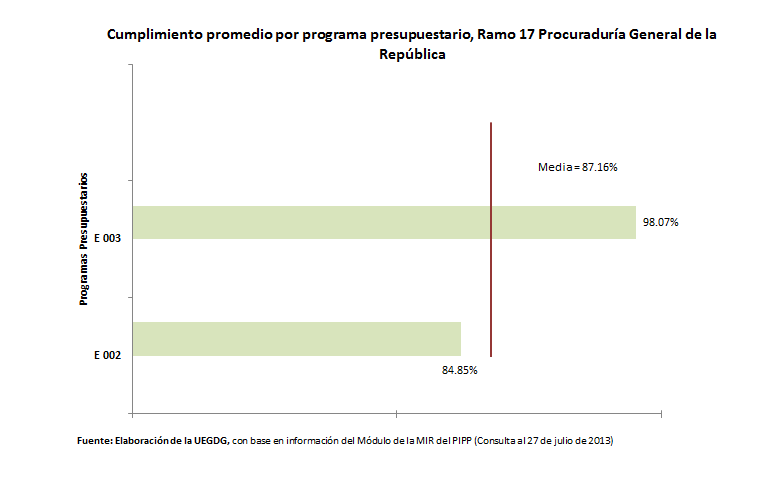 Cumplimiento promedio por programa presupuestario, Ramo 17 Procuraduría General de la
República
Media = 87.16%
Programas Presupuestarios
E 003
98.07%
E 002
84.85%
Fuente: Elaboración de la UEGDG, con base en información del Módulo de la MIR del PIPP (Consulta al 27 de julio de 2013)